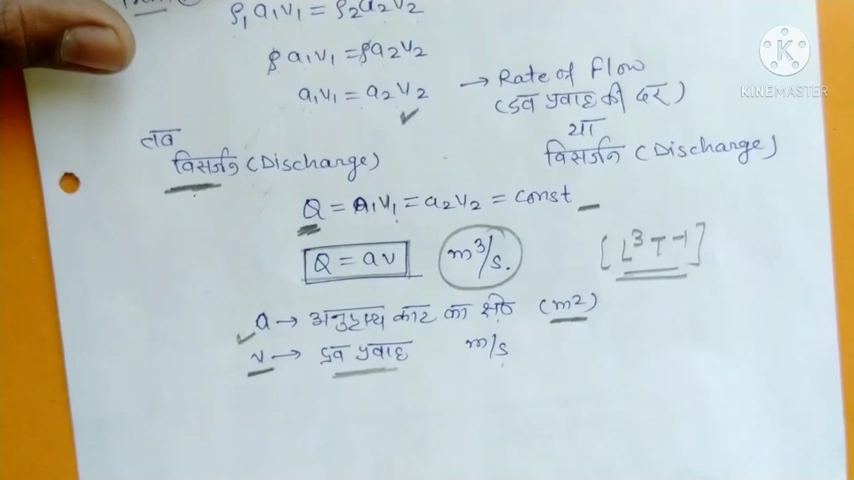 ρ₁a₁v₁ = ρ₂a₂v₂
ρa₁v₁ = ρa₂v₂
a₁v₁ = a₂v₂ → Rate of Flow
(द्रव प्रवाह की दर)
या
विसर्जन (Discharge)
तब
विसर्जन (Discharge)
Q = a₁v₁ = a₂v₂ = const
Q = av m³/s. [L³T⁻¹]
a → अनुप्रस्थ काट का क्षे० (m²)
v → द्रव प्रवाह m/s
K
KINEMASTER